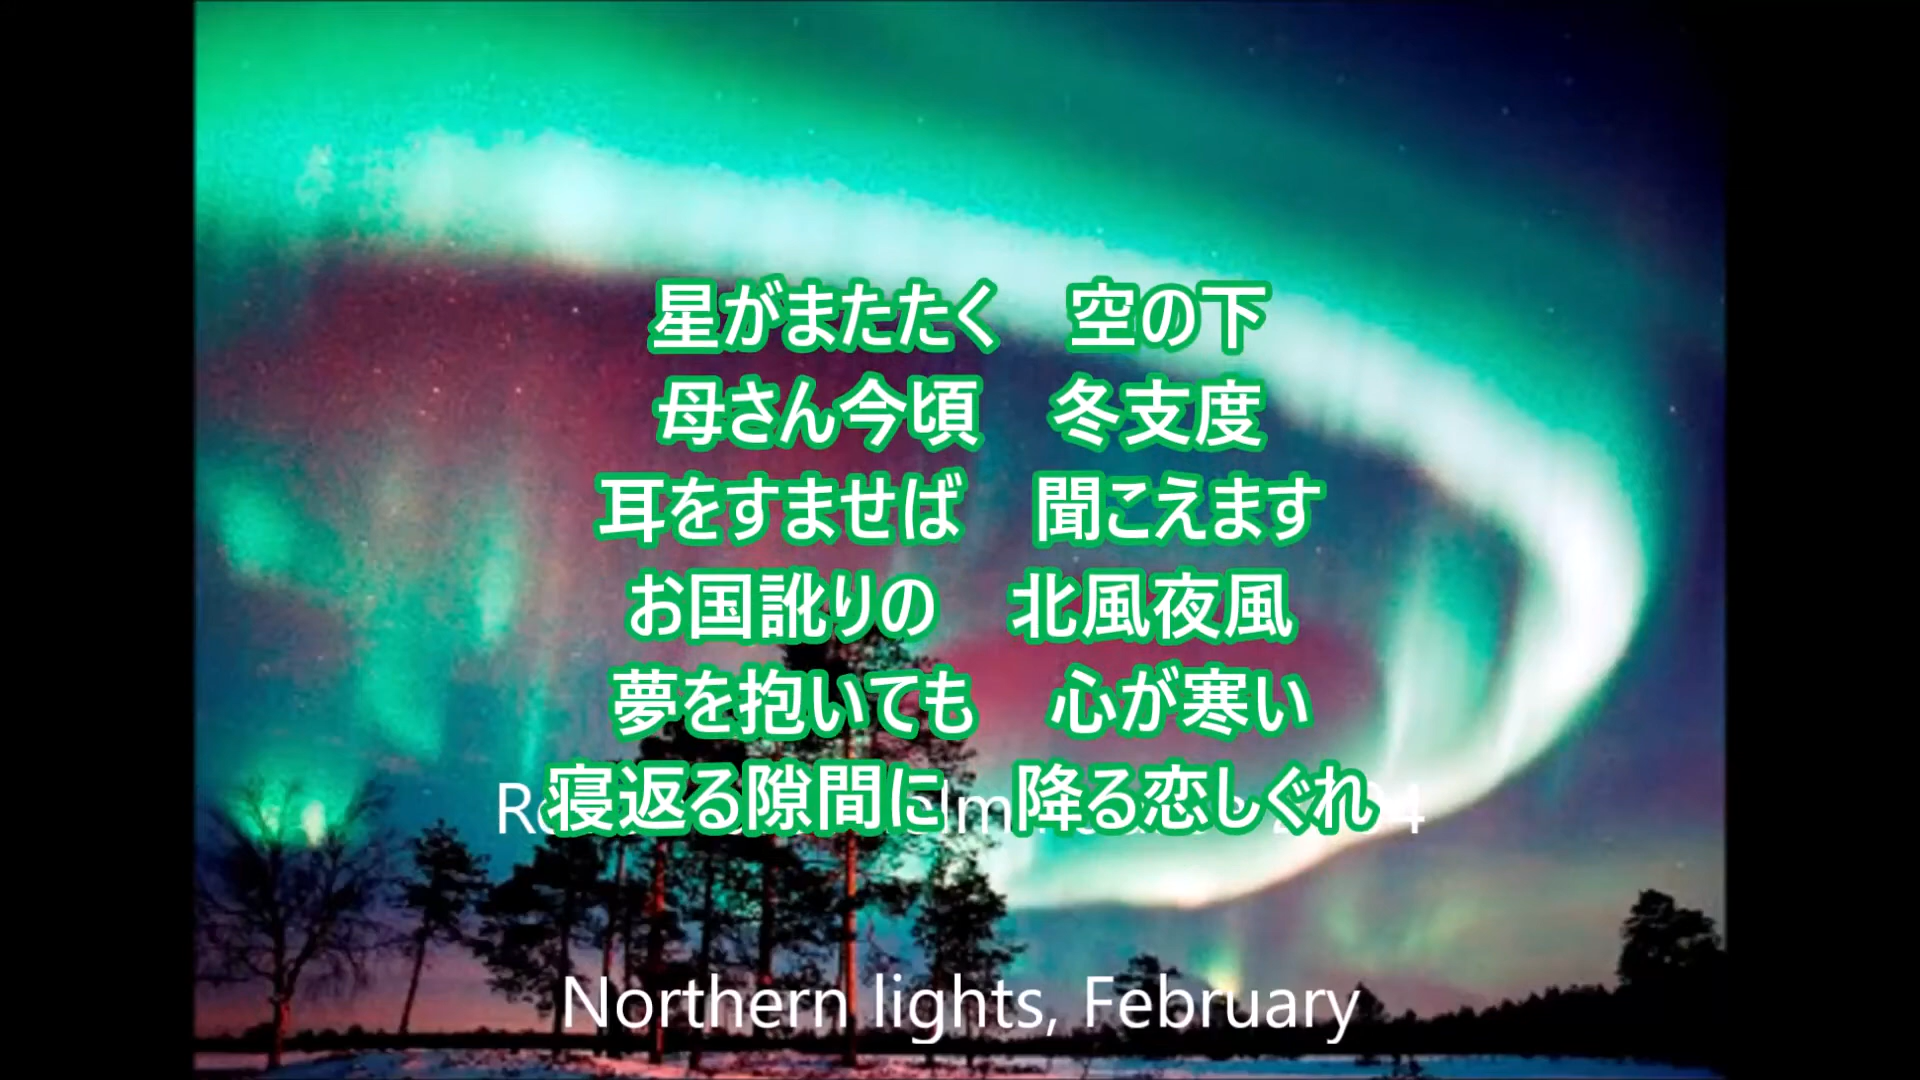 星がまたたく　空の下
母さん今頃　冬支度
耳をすませば　聞こえます
お国訛りの　北風夜風
夢を抱いても　心が寒い
寝返る隙間に　降る恋しぐれ
Northern lights, February